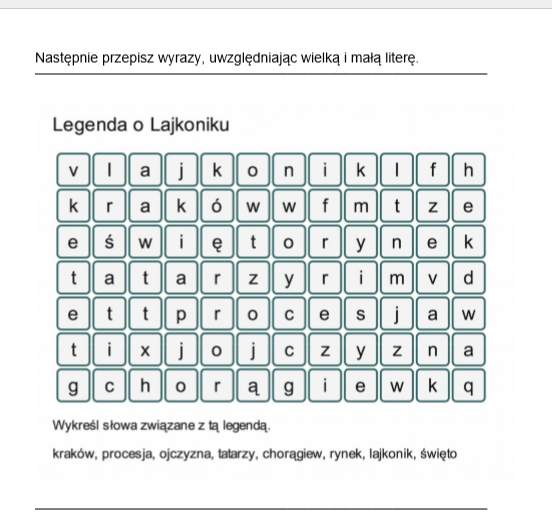 Następnie przepisz wyrazy, uwzględniając wielką i małą literę.
Legenda o Lajkoniku
v l a j k o n i k l f h
k r a k ó w w f m t z e
e ś w i ę t o r y n e k
t a t a r z y r i m v d
e t t p r o c e s j a w
t i x j o j c z y z n a
g c h o r ą g i e w k q
Wykreśl słowa związane z tą legendą.
kraków, procesja, ojczyzna, tatarzy, chorągiew, rynek, lajkonik, święto